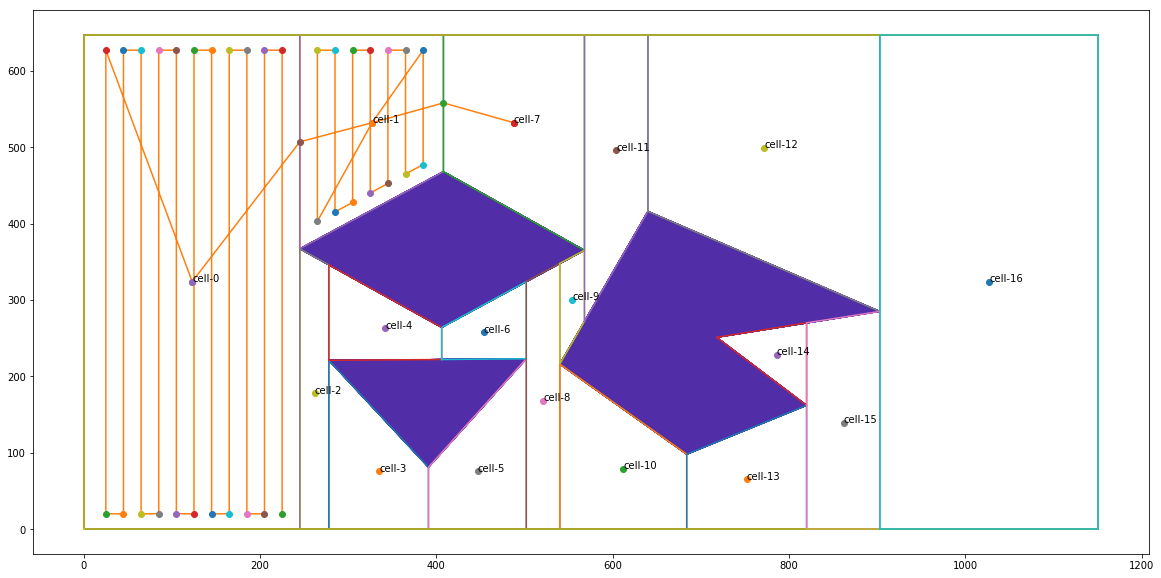 600
500
400
300
200
100
0
cell-1
cell-7
cell-11
cell-12
cell-0
cell-9
cell-16
cell-4
cell-6
cell-14
cell-2
cell-8
cell-15
cell-3
cell-5
cell-10
cell-13
0
200
400
600
800
1000
1200